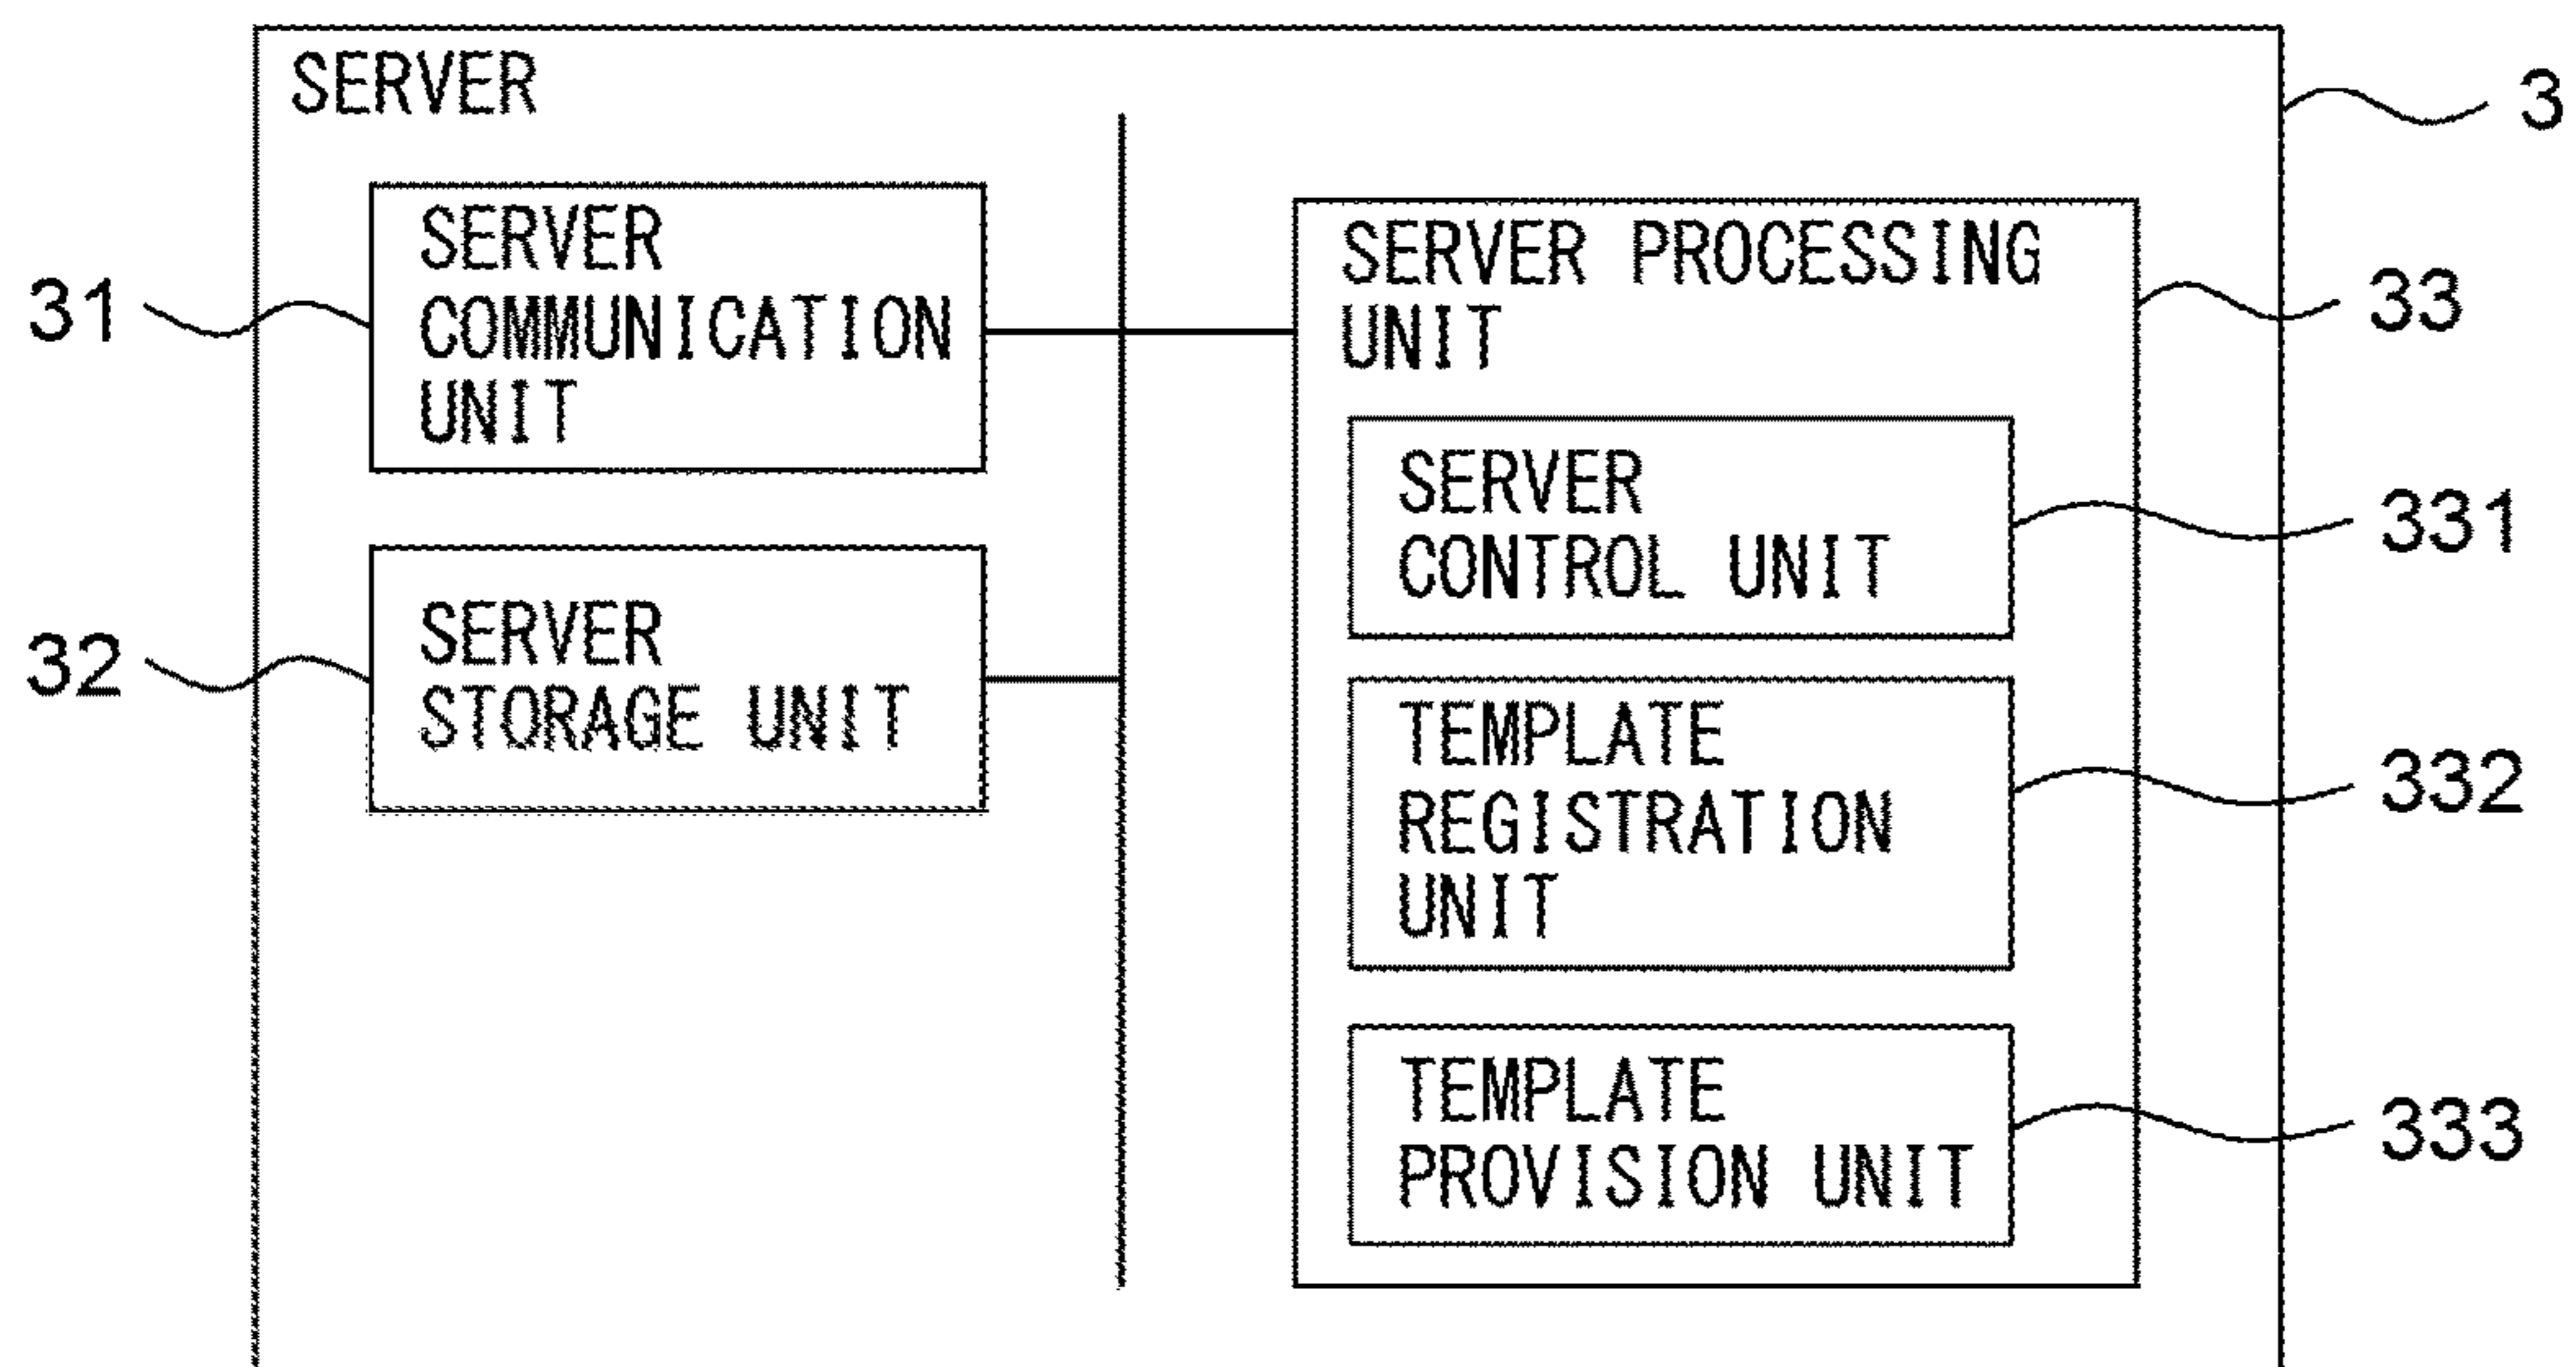 SERVER
3
SERVER
COMMUNICATION
UNIT
31
SERVER
STORAGE UNIT
32
SERVER PROCESSING
UNIT
33
SERVER
CONTROL UNIT
331
TEMPLATE
REGISTRATION
UNIT
332
TEMPLATE
PROVISION UNIT
333